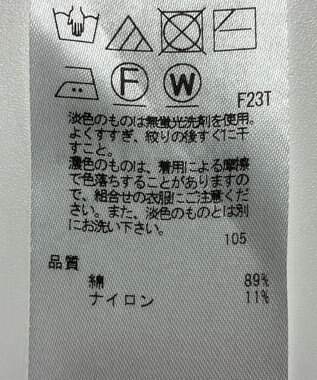 F
W
F23T
淡色のものは無蛍光洗剤を使用。
よくすすぎ、絞りの後すぐに干
すこと。
濃色のものは、着用による摩擦
で色落ちすることがありますの
で、組合せの衣服にご注意くだ
さい。また、淡色のものとは別
にお洗い下さい。
105
品質
綿 89%
ナイロン 11%